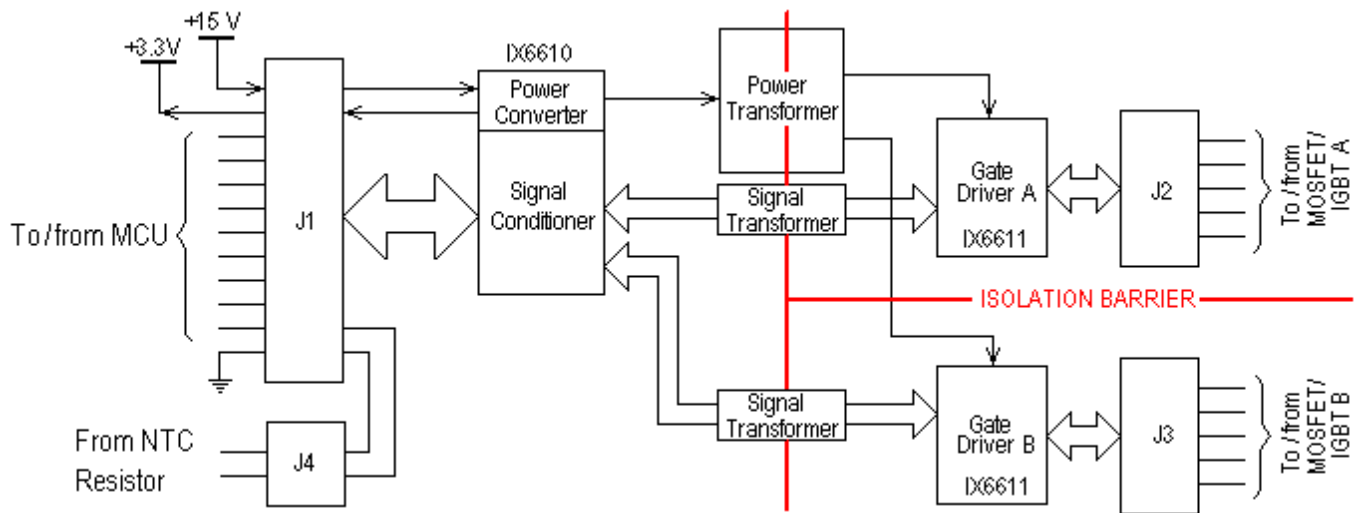 +15 V
+3.3V
IX6610
Power
Converter
Signal
Conditioner
J1
To/from MCU
From NTC
Resistor
J4
Power
Transformer
Signal
Transformer
Gate
Driver A
IX6611
J2
To/from
MOSFET/
IGBT A
ISOLATION BARRIER
Signal
Transformer
Gate
Driver B
IX6611
J3
To/from
MOSFET/
IGBT B